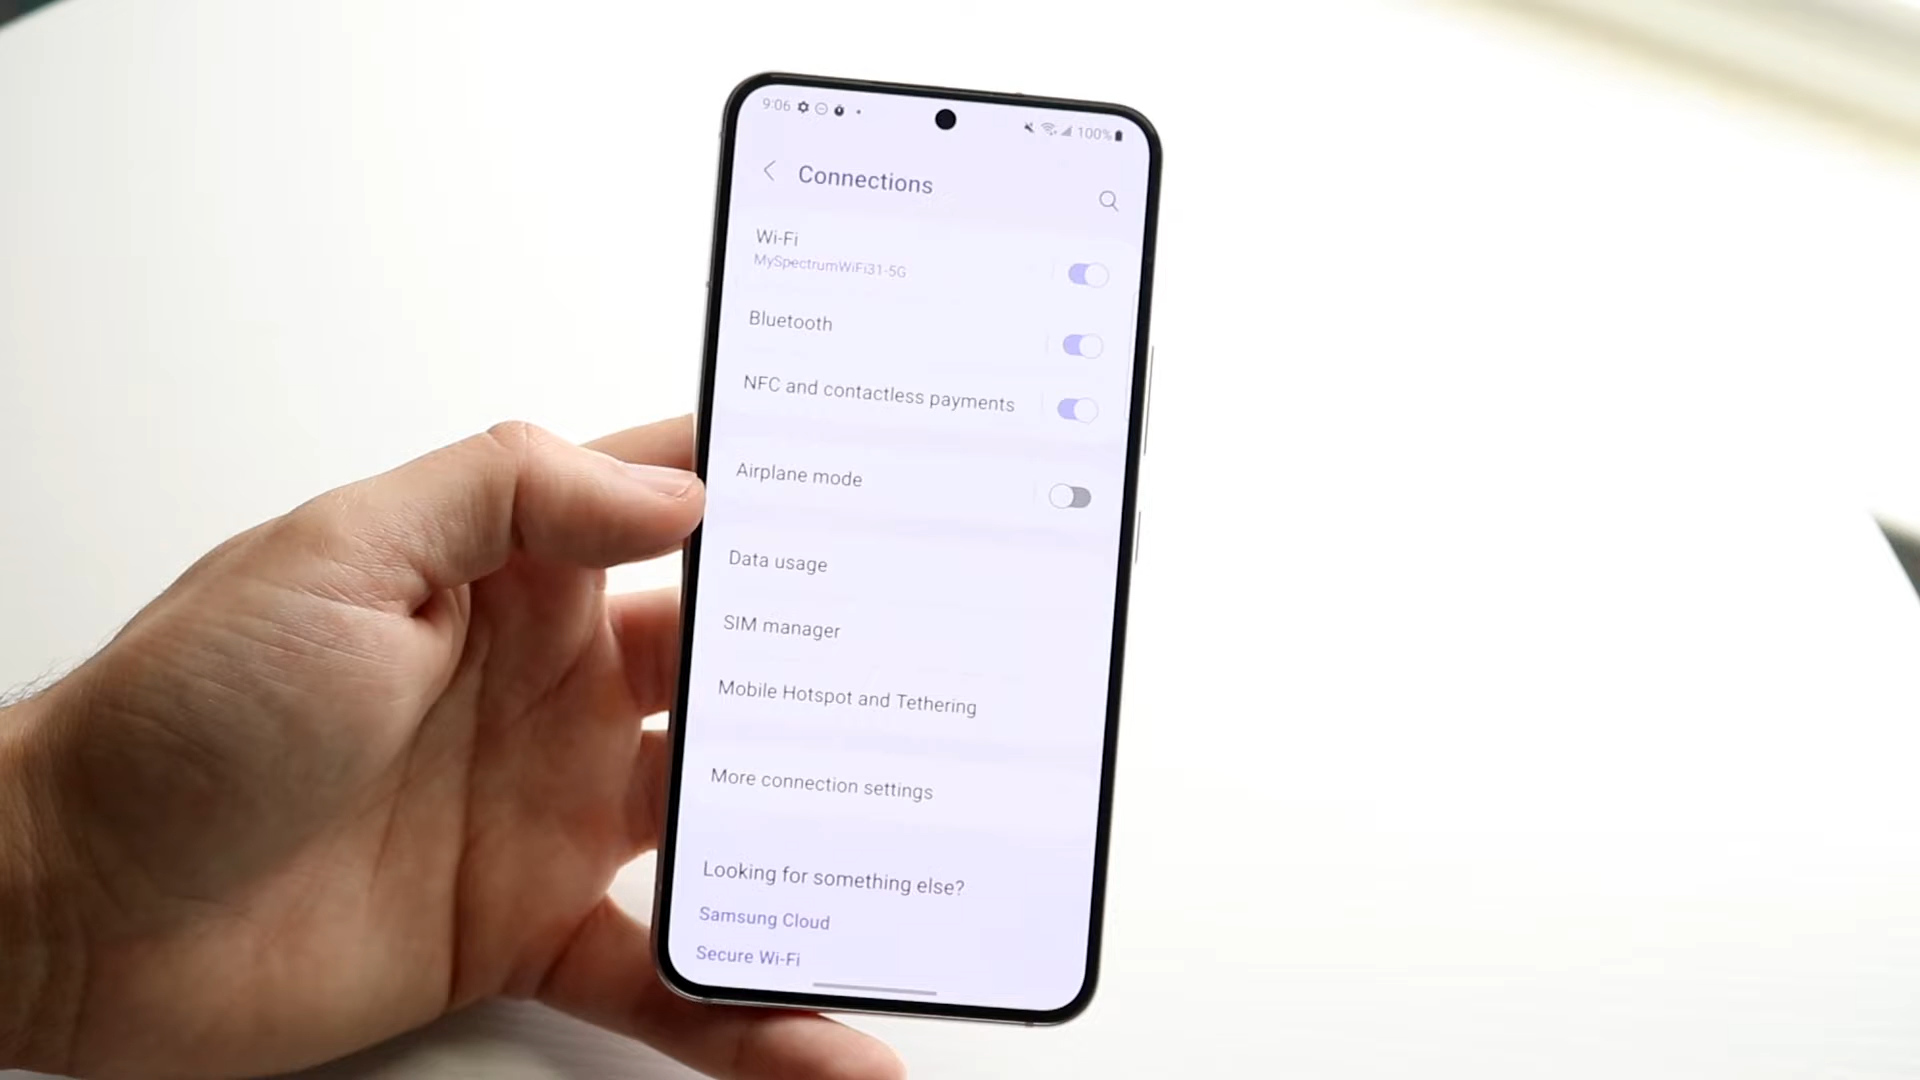 9:06
100%
Connections
Wi-Fi
MySpectrumWiFi31-5G
Bluetooth
NFC and contactless payments
Airplane mode
Data usage
SIM manager
Mobile Hotspot and Tethering
More connection settings
Looking for something else?
Samsung Cloud
Secure Wi-Fi